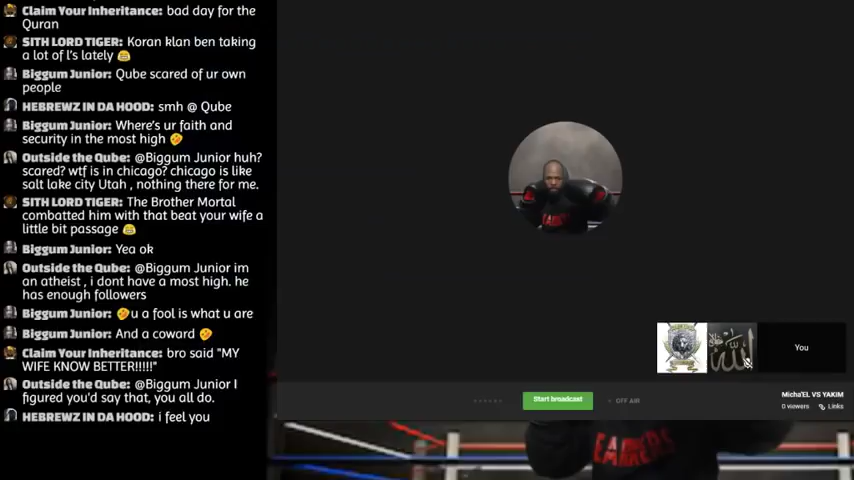 Claim Your Inheritance: bad day for the
Quran
SITH LORD TIGER: Koran klan ben taking
a lot of l's lately 😂
Biggum Junior: Qube scared of ur own
people
HEBREWZ IN DA HOOD: smh @ Qube
Biggum Junior: Where's ur faith and
security in the most high 🤣
Outside the Qube: @Biggum Junior huh?
scared? wtf is in chicago? chicago is like
salt lake city Utah , nothing there for me.
SITH LORD TIGER: The Brother Mortal
combatted him with that beat your wife a
little bit passage 😂
Biggum Junior: Yea ok
Outside the Qube: @Biggum Junior im
an atheist , i dont have a most high. he
has enough followers
Biggum Junior: 🤣u a fool is what u are
Biggum Junior: And a coward 🤣
Claim Your Inheritance: bro said "MY
WIFE KNOW BETTER!!!!!"
Outside the Qube: @Biggum Junior I
figured you'd say that, you all do.
HEBREWZ IN DA HOOD: i feel you
You
Start broadcast
OFF AIR
Micha'EL VS YAKIM
0 viewers
Links